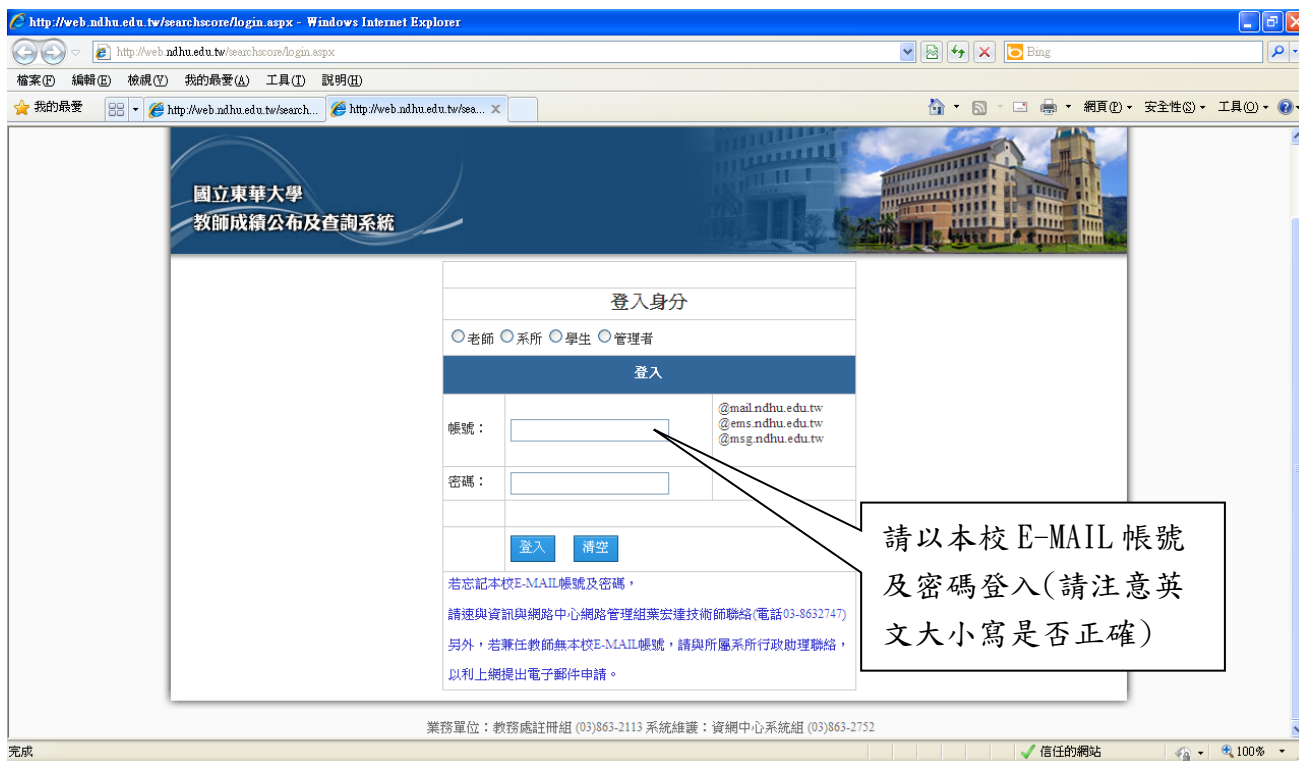 http://web.ndhu.edu.tw/searchscore/login.aspx - Windows Internet Explorer
http://web.ndhu.edu.tw/searchscore/login.aspx
Bing
檔案(F) 編輯(E) 檢視(V) 我的最愛(A) 工具(T) 說明(H)
我的最愛 http://web.ndhu.edu.tw/search... http://web.ndhu.edu.tw/sea... 網頁(P) 安全性(S) 工具(O)
國立東華大學
教師成績公布及查詢系統
登入身分
老師 系所 學生 管理者
登入
帳號：
@mail.ndhu.edu.tw
@ems.ndhu.edu.tw
@msg.ndhu.edu.tw
密碼：
登入 清空
請以本校 E-MAIL 帳號
及密碼登入(請注意英
文大小寫是否正確)
若忘記本校E-MAIL帳號及密碼，
請速與資訊與網路中心網路管理組葉宏達技術師聯絡(電話03-8632747)
另外，若兼任教師無本校E-MAIL帳號，請與所屬系所行政助理聯絡，
以利上網提出電子郵件申請。
業務單位：教務處註冊組 (03)863-2113 系統維護：資網中心系統組 (03)863-2752
完成 信任的網站 100%